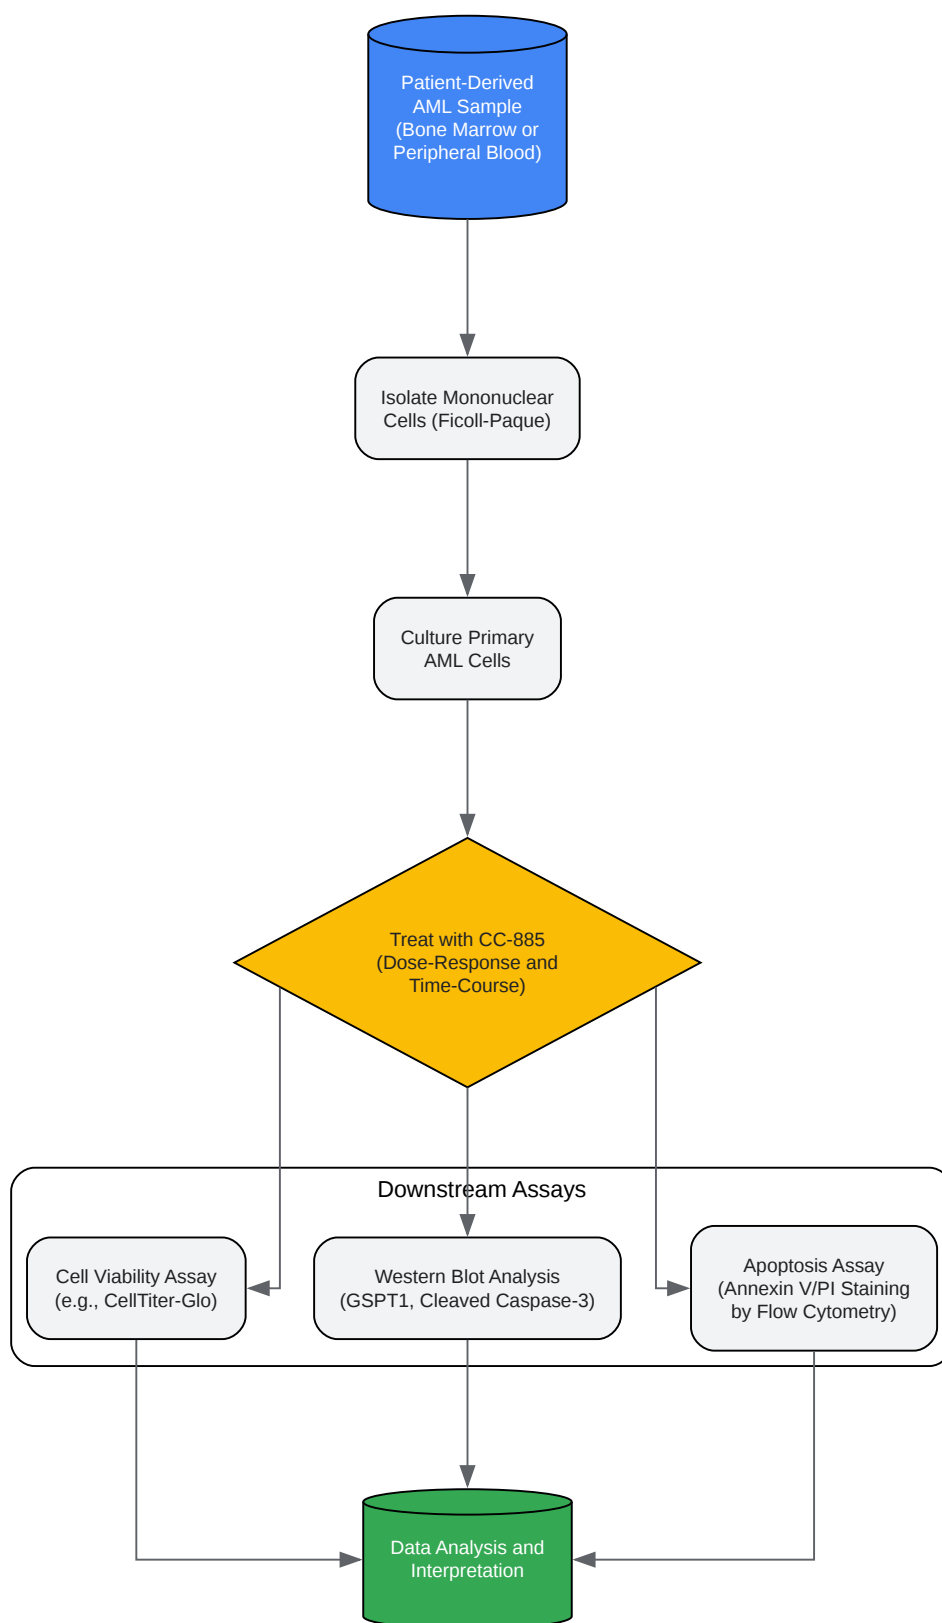 Patient-Derived
AML Sample
(Bone Marrow or
Peripheral Blood)
Isolate Mononuclear
Cells (Ficoll-Paque)
Culture Primary
AML Cells
Treat with CC-885
(Dose-Response and
Time-Course)
Downstream Assays
Cell Viability Assay
(e.g., CellTiter-Glo)
Western Blot Analysis
(GSPT1, Cleaved Caspase-3)
Apoptosis Assay
(Annexin V/PI Staining
by Flow Cytometry)
Data Analysis and
Interpretation